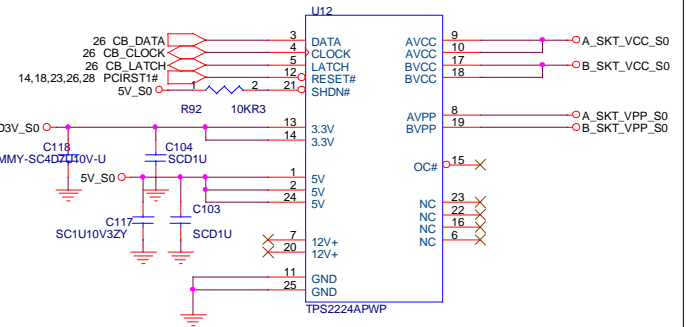 U12
26 CB_DATA 3 DATA AVCC 9 A_SKT_VCC_S0
26 CB_CLOCK 4 CLOCK AVCC 10
26 CB_LATCH 5 LATCH BVCC 17 B_SKT_VCC_S0
14,18,23,26,28 PCIRST1# 12 RESET# BVCC 18
5V_S0 1 2 21 SHDN#
R92 10KR3
AVPP 8 A_SKT_VPP_S0
BVPP 19 B_SKT_VPP_S0
D3V_S0 13 3.3V
14 3.3V
C118 C104
MMY-SC4D7U10V-U SCD1U
OC# 15
5V_S0 1 5V
2 5V
24 5V
NC 23
NC 22
NC 16
NC 6
C117 C103
SC1U10V3ZY SCD1U
7 12V+
20 12V+
11 GND
25 GND
TPS2224APWP